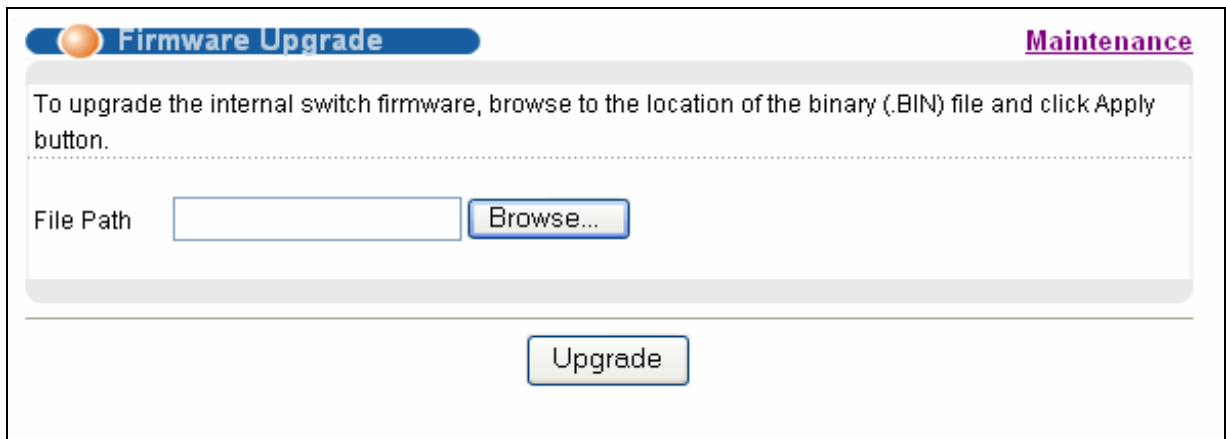 Firmware Upgrade
Maintenance
To upgrade the internal switch firmware, browse to the location of the binary (.BIN) file and click Apply
button.
File Path
Browse...
Upgrade